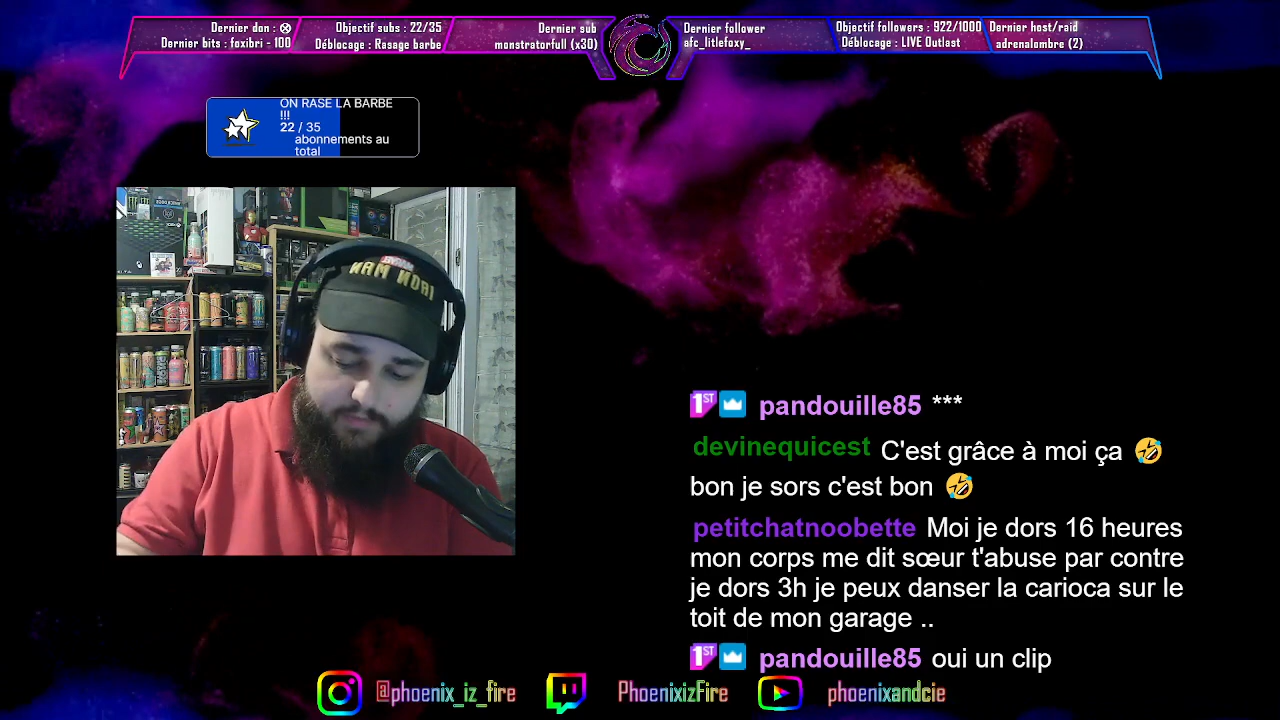 Dernier don :
Dernier bits : foxibri - 100
Objectif subs : 22/35
Déblocage : Rasage barbe
Dernier sub
monstratorfull (x30)
Dernier follower
afc_litlefoxy_
Objectif followers : 922/1000
Déblocage : LIVE Outlast
Dernier host/raid
adrenalombre (2)
ON RASE LA BARBE
!!!
22 / 35
abonnements au
total
IRON MAN
1ST pandouille85 ***
devinequicest C'est grâce à moi ça 🤣
bon je sors c'est bon 🤣
petitchatnoobette Moi je dors 16 heures
mon corps me dit sœur t'abuse par contre
je dors 3h je peux danser la carioca sur le
toit de mon garage ..
1ST pandouille85 oui un clip
@phoenix_iz_fire
PhoenixizFire
phoenixandcie